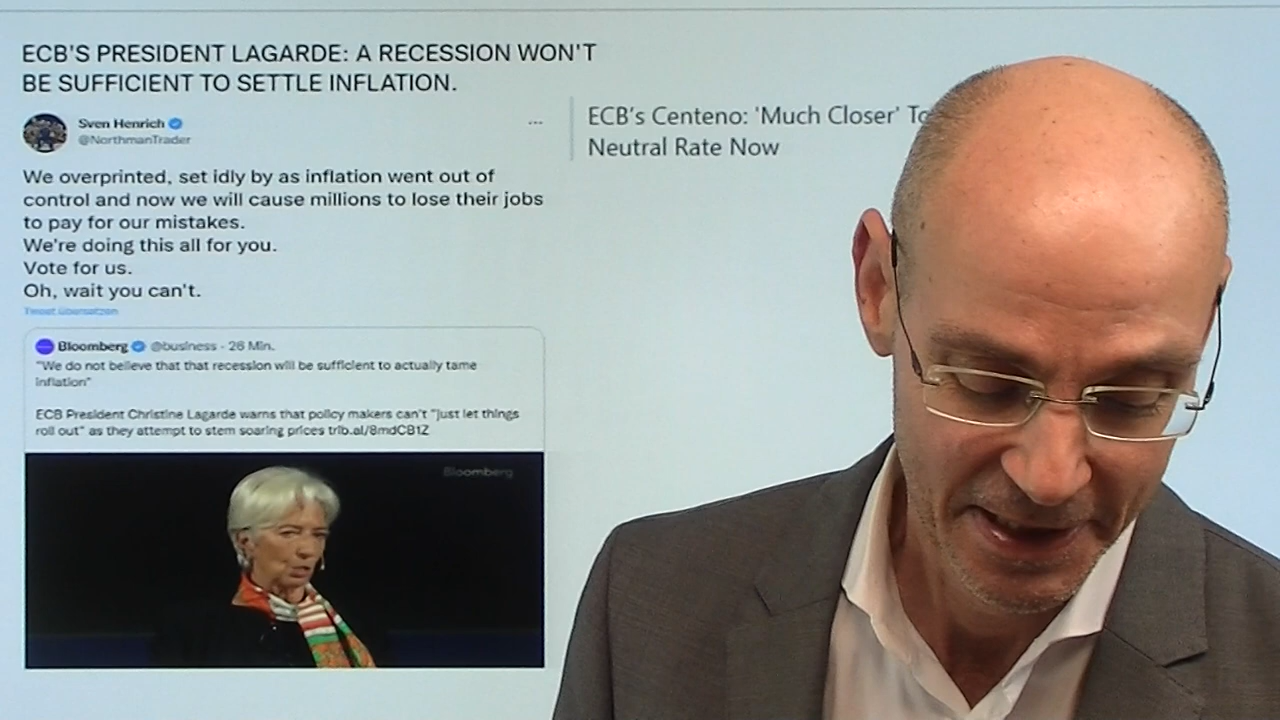 ECB'S PRESIDENT LAGARDE: A RECESSION WON'T
BE SUFFICIENT TO SETTLE INFLATION.
Sven Henrich
@NorthmanTrader
...
We overprinted, set idly by as inflation went out of
control and now we will cause millions to lose their jobs
to pay for our mistakes.
We're doing this all for you.
Vote for us.
Oh, wait you can't.
Tweet übersetzen
Bloomberg @business · 26 Min.
"We do not believe that that recession will be sufficient to actually tame
inflation"
ECB President Christine Lagarde warns that policy makers can't "just let things
roll out" as they attempt to stem soaring prices trib.al/8mdCB1Z
Bloomberg
ECB's Centeno: 'Much Closer' To
Neutral Rate Now